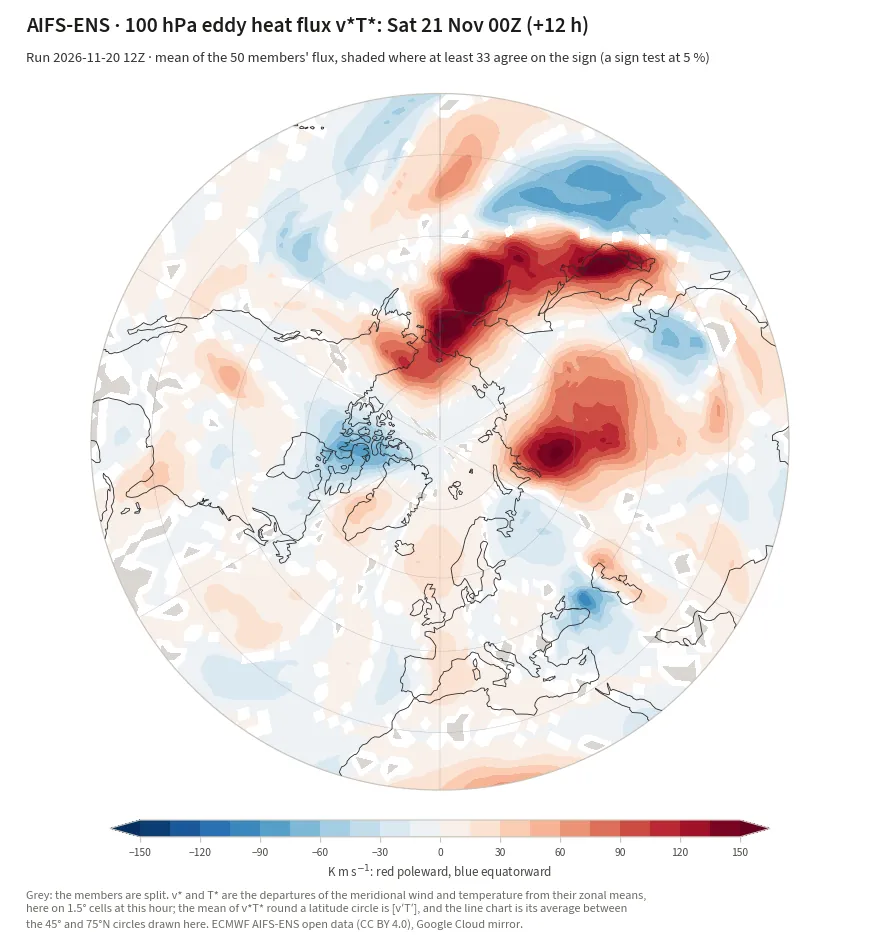 AIFS-ENS · 100 hPa eddy heat flux v*T*: Sat 21 Nov 00Z (+12 h)
Run 2026-11-20 12Z · mean of the 50 members' flux, shaded where at least 33 agree on the sign (a sign test at 5 %)
−150 −120 −90 −60 −30 0 30 60 90 120 150
K m s⁻¹: red poleward, blue equatorward
Grey: the members are split. v* and T* are the departures of the meridional wind and temperature from their zonal means,
here on 1.5° cells at this hour; the mean of v*T* round a latitude circle is [v'T'], and the line chart is its average between
the 45° and 75°N circles drawn here. ECMWF AIFS-ENS open data (CC BY 4.0), Google Cloud mirror.